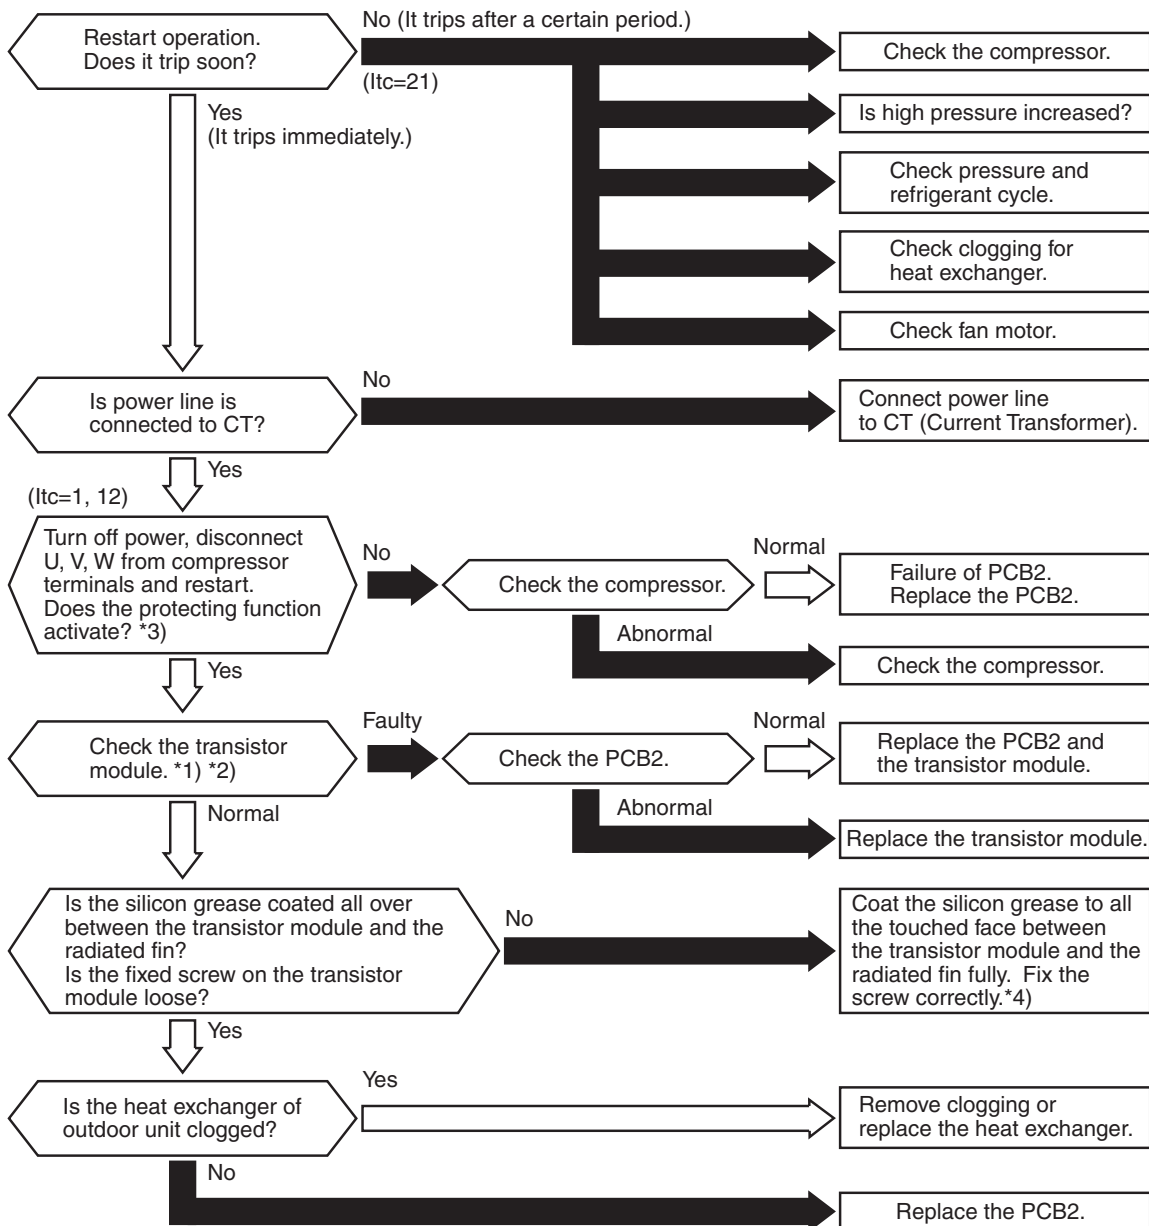 Restart operation.
Does it trip soon?
No (It trips after a certain period.)
(Itc=21)
Check the compressor.
Yes
(It trips immediately.)
Is high pressure increased?
Check pressure and
refrigerant cycle.
Check clogging for
heat exchanger.
Check fan motor.
Is power line is
connected to CT?
No
Connect power line
to CT (Current Transformer).
Yes
(Itc=1, 12)
Turn off power, disconnect
U, V, W from compressor
terminals and restart.
Does the protecting function
activate? *3)
No
Check the compressor.
Normal
Failure of PCB2.
Replace the PCB2.
Abnormal
Check the compressor.
Yes
Check the transistor
module. *1) *2)
Faulty
Check the PCB2.
Normal
Replace the PCB2 and
the transistor module.
Abnormal
Replace the transistor module.
Normal
Is the silicon grease coated all over
between the transistor module and the
radiated fin?
Is the fixed screw on the transistor
module loose?
No
Coat the silicon grease to all
the touched face between
the transistor module and the
radiated fin fully.  Fix the
screw correctly.*4)
Yes
Is the heat exchanger of
outdoor unit clogged?
Yes
Remove clogging or
replace the heat exchanger.
No
Replace the PCB2.